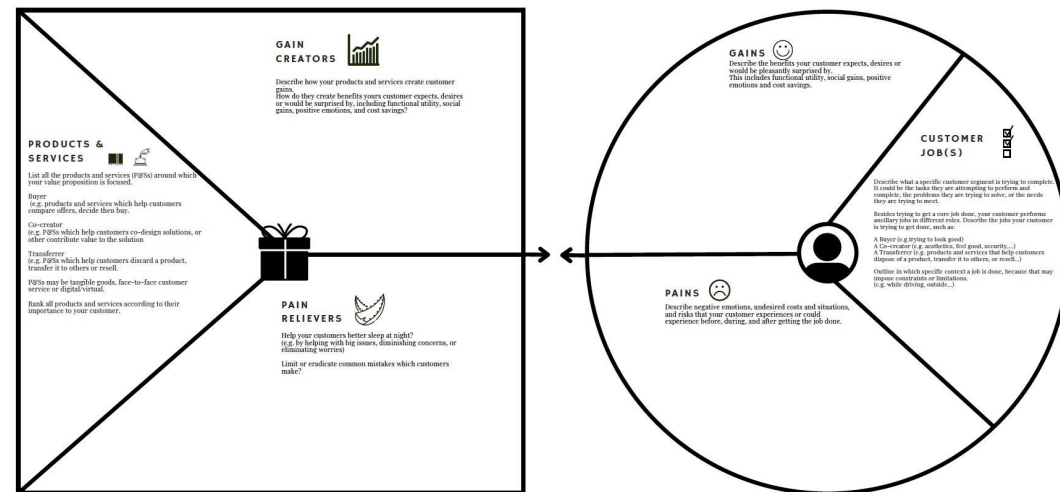 GAIN
CREATORS
Describe how your products and services create customer
gains.
How do they create benefits yours customer expects, desires
or would be surprised by, including functional utility, social
gains, positive emotions, and cost savings?
PRODUCTS &
SERVICES
List all the products and services (P&Ss) around which
your value proposition is focused.
Buyer
(e.g. products and services which help customers
compare offers, decide then buy.
Co-creator
(e.g. P&Ss which help customers co-design solutions, or
other contribute value to the solution
Transferrer
(e.g. P&Ss which help customers discard a product,
transfer it to others or resell.
P&Ss may be tangible goods, face-to-face customer
service or digital/virtual.
Rank all products and services according to their
importance to your customer.
PAIN
RELIEVERS
Help your customers better sleep at night?
(e.g. by helping with big issues, diminishing concerns, or
eliminating worries)
Limit or eradicate common mistakes which customers
make?
GAINS
Describe the benefits your customer expects, desires or
would be pleasantly surprised by.
This includes functional utility, social gains, positive
emotions and cost savings.
PAINS
Describe negative emotions, undesired costs and situations,
and risks that your customer experiences or could
experience before, during, and after getting the job done.
CUSTOMER
JOB(S)
Describe what a specific customer segment is trying to complete.
It could be the tasks they are attempting to perform and
complete, the problems they are trying to solve, or the needs
they are trying to meet.
Besides trying to get a core job done, your customer performs
ancillary jobs in different roles. Describe the jobs your customer
is trying to get done, such as:
A Buyer (e.g.trying to look good)
A Co-creator (e.g. aesthetics, feel good, security,...)
A Transferrer (e.g. products and services that help customers
dispose of a product, transfer it to others, or resell...)
Outline in which specific context a job is done, because that may
impose constraints or limitations.
(e.g. while driving, outside...)